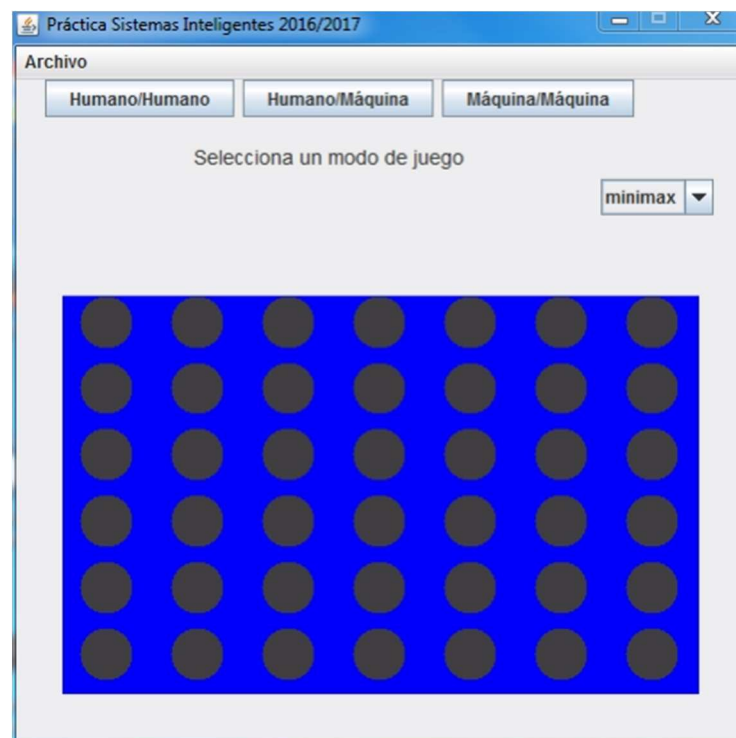 Práctica Sistemas Inteligentes 2016/2017
Archivo
Humano/Humano Humano/Máquina Máquina/Máquina
Selecciona un modo de juego
minimax